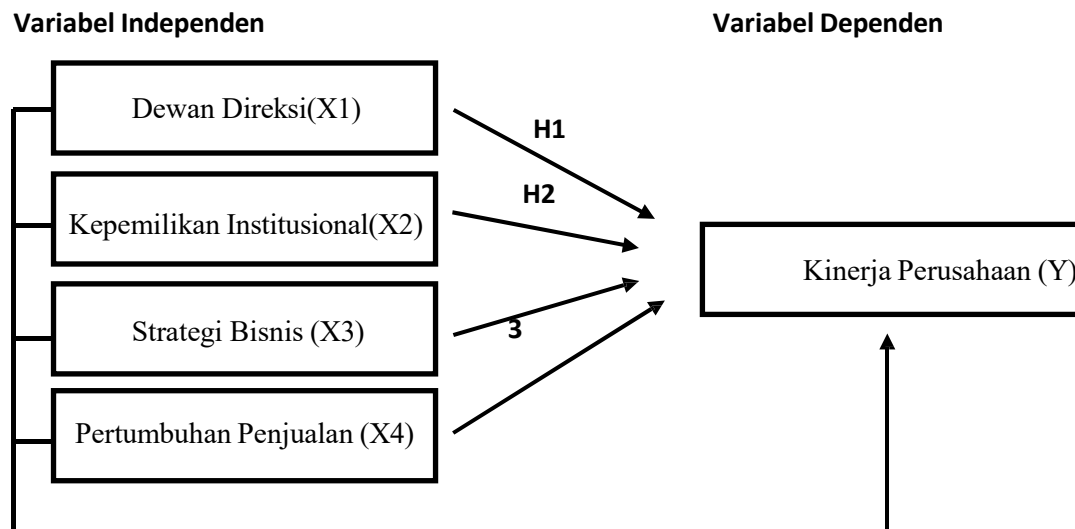 Variabel Independen
Variabel Dependen
Dewan Direksi(X1)
H1
H2
Kepemilikan Institusional(X2)
Kinerja Perusahaan (Y)
Strategi Bisnis (X3)
3
Pertumbuhan Penjualan (X4)